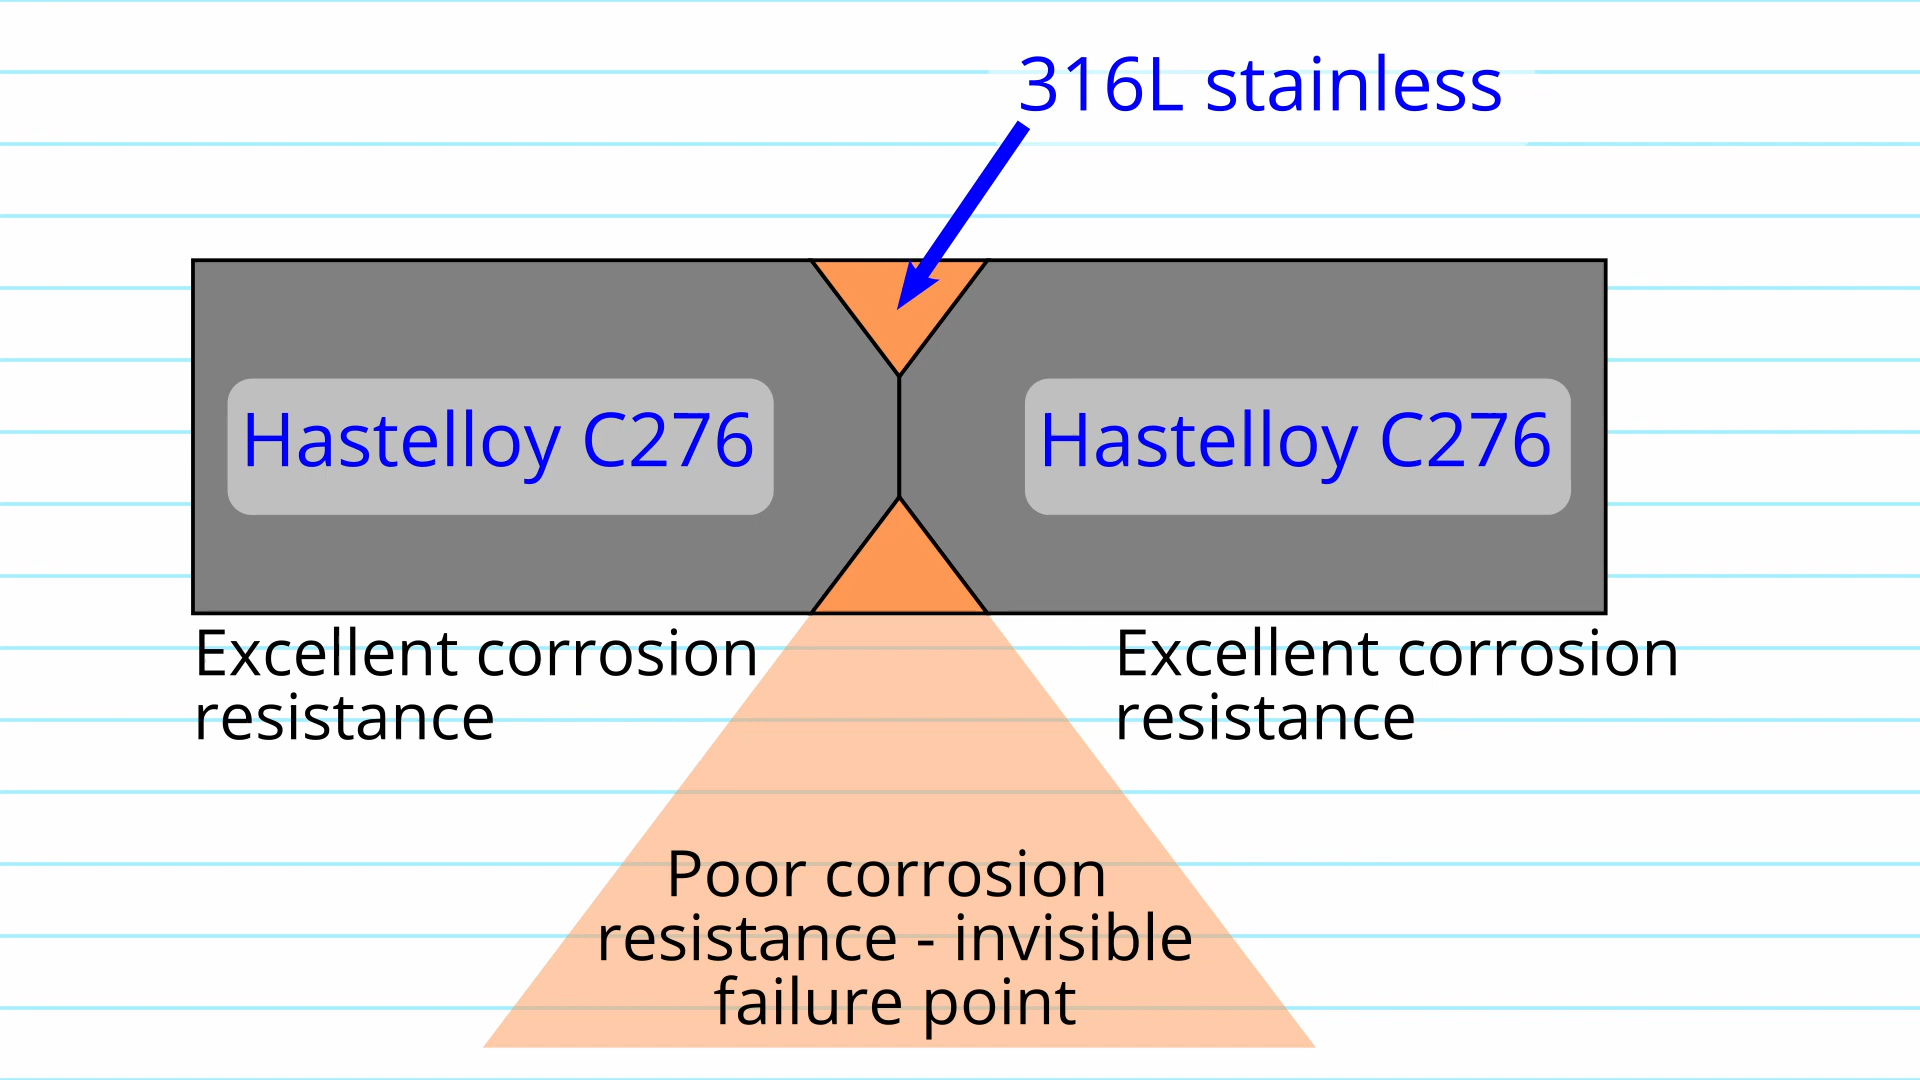 316L stainless
Hastelloy C276
Hastelloy C276
Excellent corrosion
resistance
Excellent corrosion
resistance
Poor corrosion
resistance - invisible
failure point